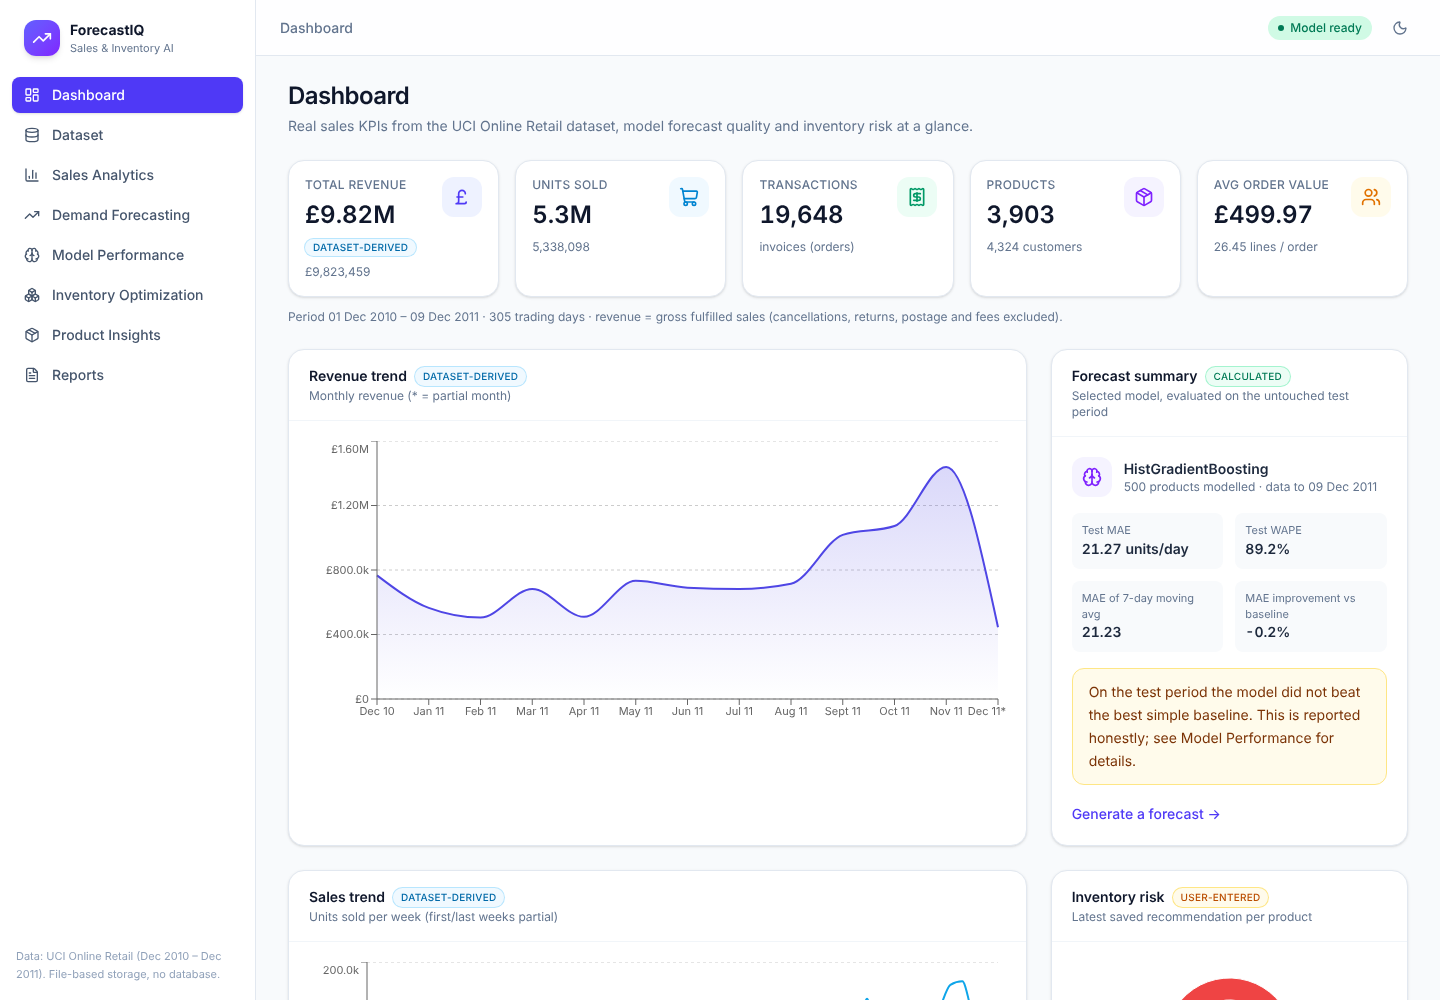 ForecastIQ
Sales & Inventory AI
Dashboard
Dataset
Sales Analytics
Demand Forecasting
Model Performance
Inventory Optimization
Product Insights
Reports
Data: UCI Online Retail (Dec 2010 – Dec
2011). File-based storage, no database.
Dashboard
Model ready
Dashboard
Real sales KPIs from the UCI Online Retail dataset, model forecast quality and inventory risk at a glance.
TOTAL REVENUE
£9.82M
DATASET-DERIVED
£9,823,459
UNITS SOLD
5.3M
5,338,098
TRANSACTIONS
19,648
invoices (orders)
PRODUCTS
3,903
4,324 customers
AVG ORDER VALUE
£499.97
26.45 lines / order
Period 01 Dec 2010 – 09 Dec 2011 · 305 trading days · revenue = gross fulfilled sales (cancellations, returns, postage and fees excluded).
Revenue trend DATASET-DERIVED
Monthly revenue (* = partial month)
£1.60M
£1.20M
£800.0k
£400.0k
£0
Dec 10 Jan 11 Feb 11 Mar 11 Apr 11 May 11 Jun 11 Jul 11 Aug 11 Sept 11 Oct 11 Nov 11 Dec 11*
Forecast summary CALCULATED
Selected model, evaluated on the untouched test
period
HistGradientBoosting
500 products modelled · data to 09 Dec 2011
Test MAE
21.27 units/day
Test WAPE
89.2%
MAE of 7-day moving
avg
21.23
MAE improvement vs
baseline
-0.2%
On the test period the model did not beat
the best simple baseline. This is reported
honestly; see Model Performance for
details.
Generate a forecast →
Sales trend DATASET-DERIVED
Units sold per week (first/last weeks partial)
200.0k
Inventory risk USER-ENTERED
Latest saved recommendation per product